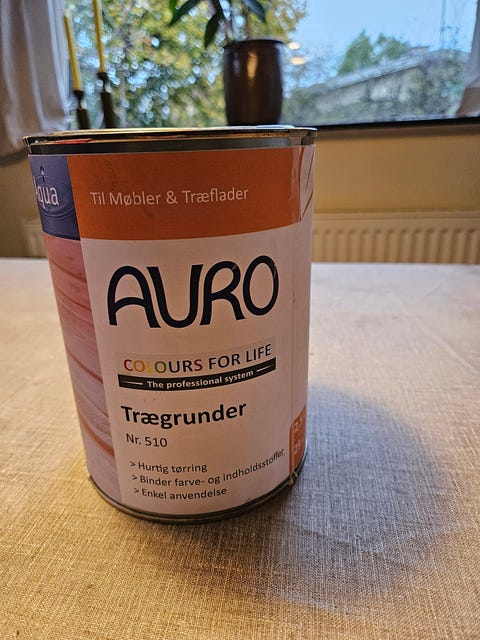 Aqua
Til Møbler & Træflader
AURO
COLOURS FOR LIFE
The professional system
Trægrunder
Nr. 510
> Hurtig tørring
> Binder farve- og indholdsstoffer
> Enkel anvendelse